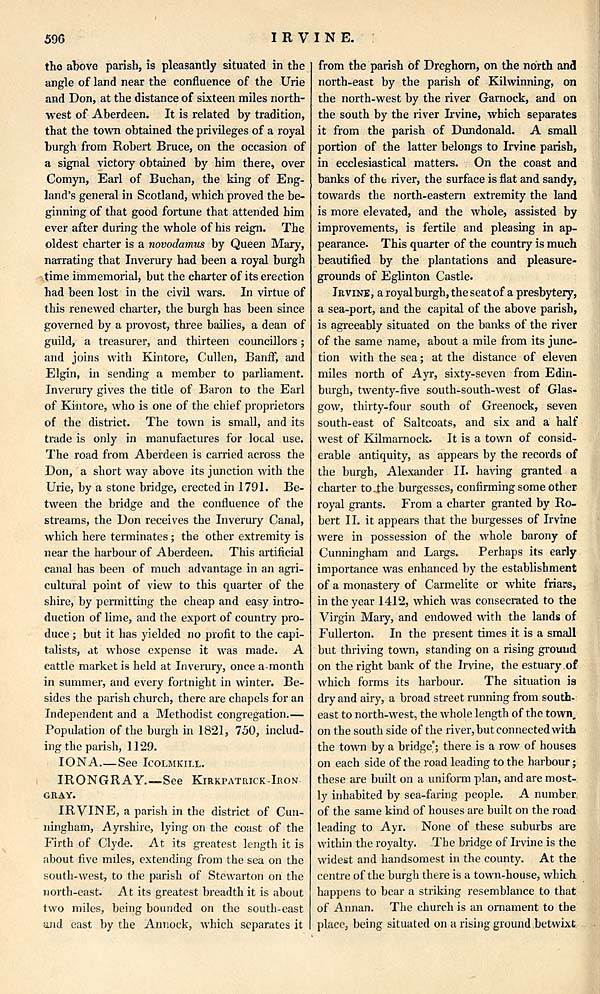 596
IRVINE.
the above parish, is pleasantly situated in the
angle of land near the confluence of the Urie
and Don, at the distance of sixteen miles north-
west of Aberdeen. It is related by tradition,
that the town obtained the privileges of a royal
burgh from Robert Bruce, on the occasion of
a signal victory obtained by him there, over
Comyn, Earl of Buchan, the king of Eng-
land's general in Scotland, which proved the be-
ginning of that good fortune that attended him
ever after during the whole of his reign. The
oldest charter is a novodamus by Queen Mary,
narrating that Inverury had been a royal burgh
time immemorial, but the charter of its erection
had been lost in the civil wars. In virtue of
this renewed charter, the burgh has been since
governed by a provost, three bailies, a dean of
guild, a treasurer, and thirteen councillors;
and joins with Kintore, Cullen, Banff, and
Elgin, in sending a member to parliament.
Inverury gives the title of Baron to the Earl
of Kintore, who is one of the chief proprietors
of the district. The town is small, and its
trade is only in manufactures for local use.
The road from Aberdeen is carried across the
Don, a short way above its junction with the
Urie, by a stone bridge, erected in 1791. Be-
tween the bridge and the confluence of the
streams, the Don receives the Inverury Canal,
which here terminates; the other extremity is
near the harbour of Aberdeen. This artificial
canal has been of much advantage in an agri-
cultural point of view to this quarter of the
shire, by permitting the cheap and easy intro-
duction of lime, and the export of country pro-
duce; but it has yielded no profit to the capi-
talists, at whose expense it was made. A
cattle market is held at Inverury, once a-month
in summer, and every fortnight in winter. Be-
sides the parish church, there are chapels for an
Independent and a Methodist congregation.—
Population of the burgh in 1821, 750, includ-
ing the parish, 1129.
IONA.—See Icolmkill.
IRONGRAY.—See Kirkpatrick-Iron-
gray.
IRVINE, a parish in the district of Cun-
ningham, Ayrshire, lying on the coast of the
Firth of Clyde. At its greatest length it is
about five miles, extending from the sea on the
south-west, to the parish of Stewarton on the
north-east. At its greatest breadth it is about
two miles, being bounded on the south-east
and east by the Annock, which separates it
from the parish of Dreghorn, on the north and
north-east by the parish of Kilwinning, on
the north-west by the river Garnock, and on
the south by the river Irvine, which separates
it from the parish of Dundonald. A small
portion of the latter belongs to Irvine parish,
in ecclesiastical matters. On the coast and
banks of the river, the surface is flat and sandy,
towards the north-eastern extremity the land
is more elevated, and the whole, assisted by
improvements, is fertile and pleasing in ap-
pearance. This quarter of the country is much
beautified by the plantations and pleasure-
grounds of Eglinton Castle.
Irvine, a royal burgh, the seat of a presbytery,
a sea-port, and the capital of the above parish,
is agreeably situated on the banks of the river
of the same name, about a mile from its junc-
tion with the sea; at the distance of eleven
miles north of Ayr, sixty-seven from Edin-
burgh, twenty-five south-south-west of Glas-
gow, thirty-four south of Greenock, seven
south-east of Saltcoats, and six and a half
west of Kilmarnock. It is a town of consid-
erable antiquity, as appears by the records of
the burgh, Alexander II. having granted a
charter to the burgesses, confirming some other
royal grants. From a charter granted by Ro-
bert II. it appears that the burgesses of Irvine
were in possession of the whole barony of
Cunningham and Largs. Perhaps its early
importance was enhanced by the establishment
of a monastery of Carmelite or white friars,
in the year 1412, which was consecrated to the
Virgin Mary, and endowed with the lands of
Fullerton. In the present times it is a small
but thriving town, standing on a rising ground
on the right bank of the Irvine, the estuary of
which forms its harbour. The situation is
dry and airy, a broad street running from south-
east to north-west, the whole length of the town,
on the south side of the river, but connected with
the town by a bridge; there is a row of houses
on each side of the road leading to the harbour;
these are built on a uniform plan, and are most-
ly inhabited by sea-faring people. A number
of the same kind of houses are built on the road
leading to Ayr. None of these suburbs are
within the royalty. The bridge of Irvine is the
widest and handsomest in the county. At the
centre of the burgh there is a town-house, which
happens to bear a striking resemblance to that
of Annan. The church is an ornament to the
place, being situated on a rising ground betwixt